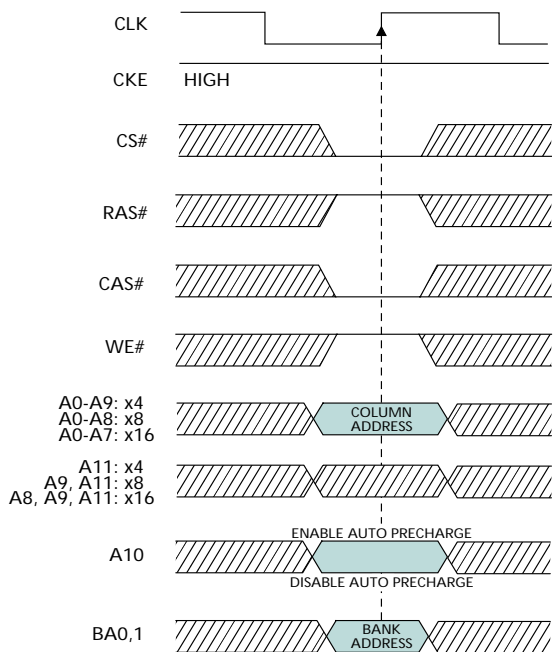 CLK
CKE HIGH
CS#
RAS#
CAS#
WE#
A0-A9: x4
A0-A8: x8
A0-A7: x16
COLUMN
ADDRESS
A11: x4
A9, A11: x8
A8, A9, A11: x16
ENABLE AUTO PRECHARGE
A10
DISABLE AUTO PRECHARGE
BA0,1
BANK
ADDRESS